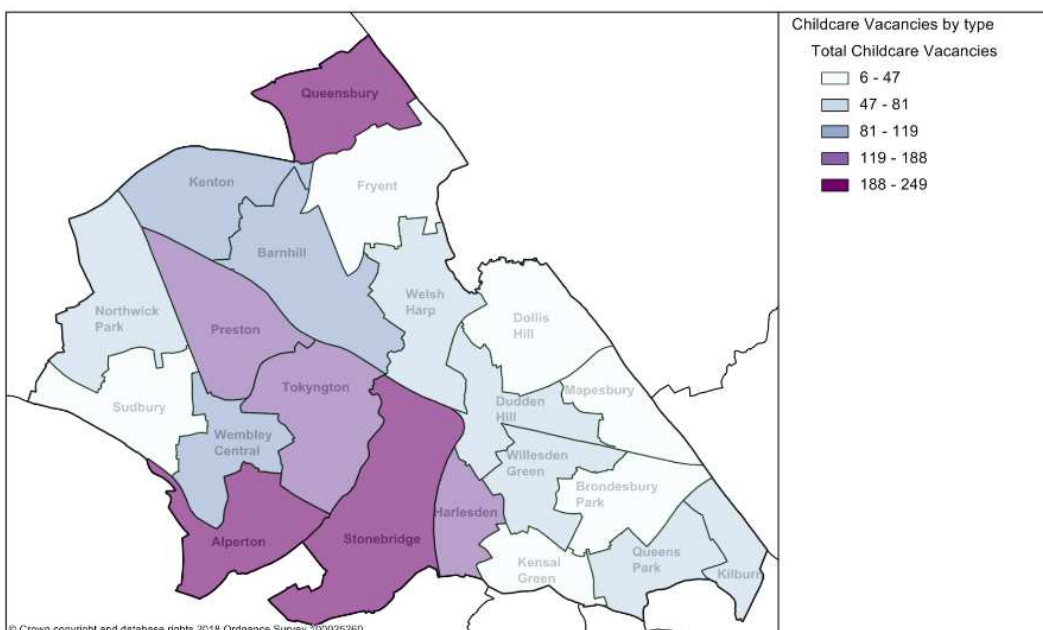 Childcare Vacancies by type
Total Childcare Vacancies
6 - 47
47 - 81
81 - 119
119 - 188
188 - 249
Queensbury
Kenton
Fryent
Barnhill
Northwick
Park
Welsh
Harp
Preston
Dollis
Hill
Tokyngton
Mapesbury
Sudbury
Dudden
Hill
Wembley
Central
Willesden
Green
Brondesbury
Park
Harlesden
Alperton
Stonebridge
Kensal
Green
Queens
Park
Kilburn
© Crown copyright and database rights 2018 Ordnance Survey 100025260